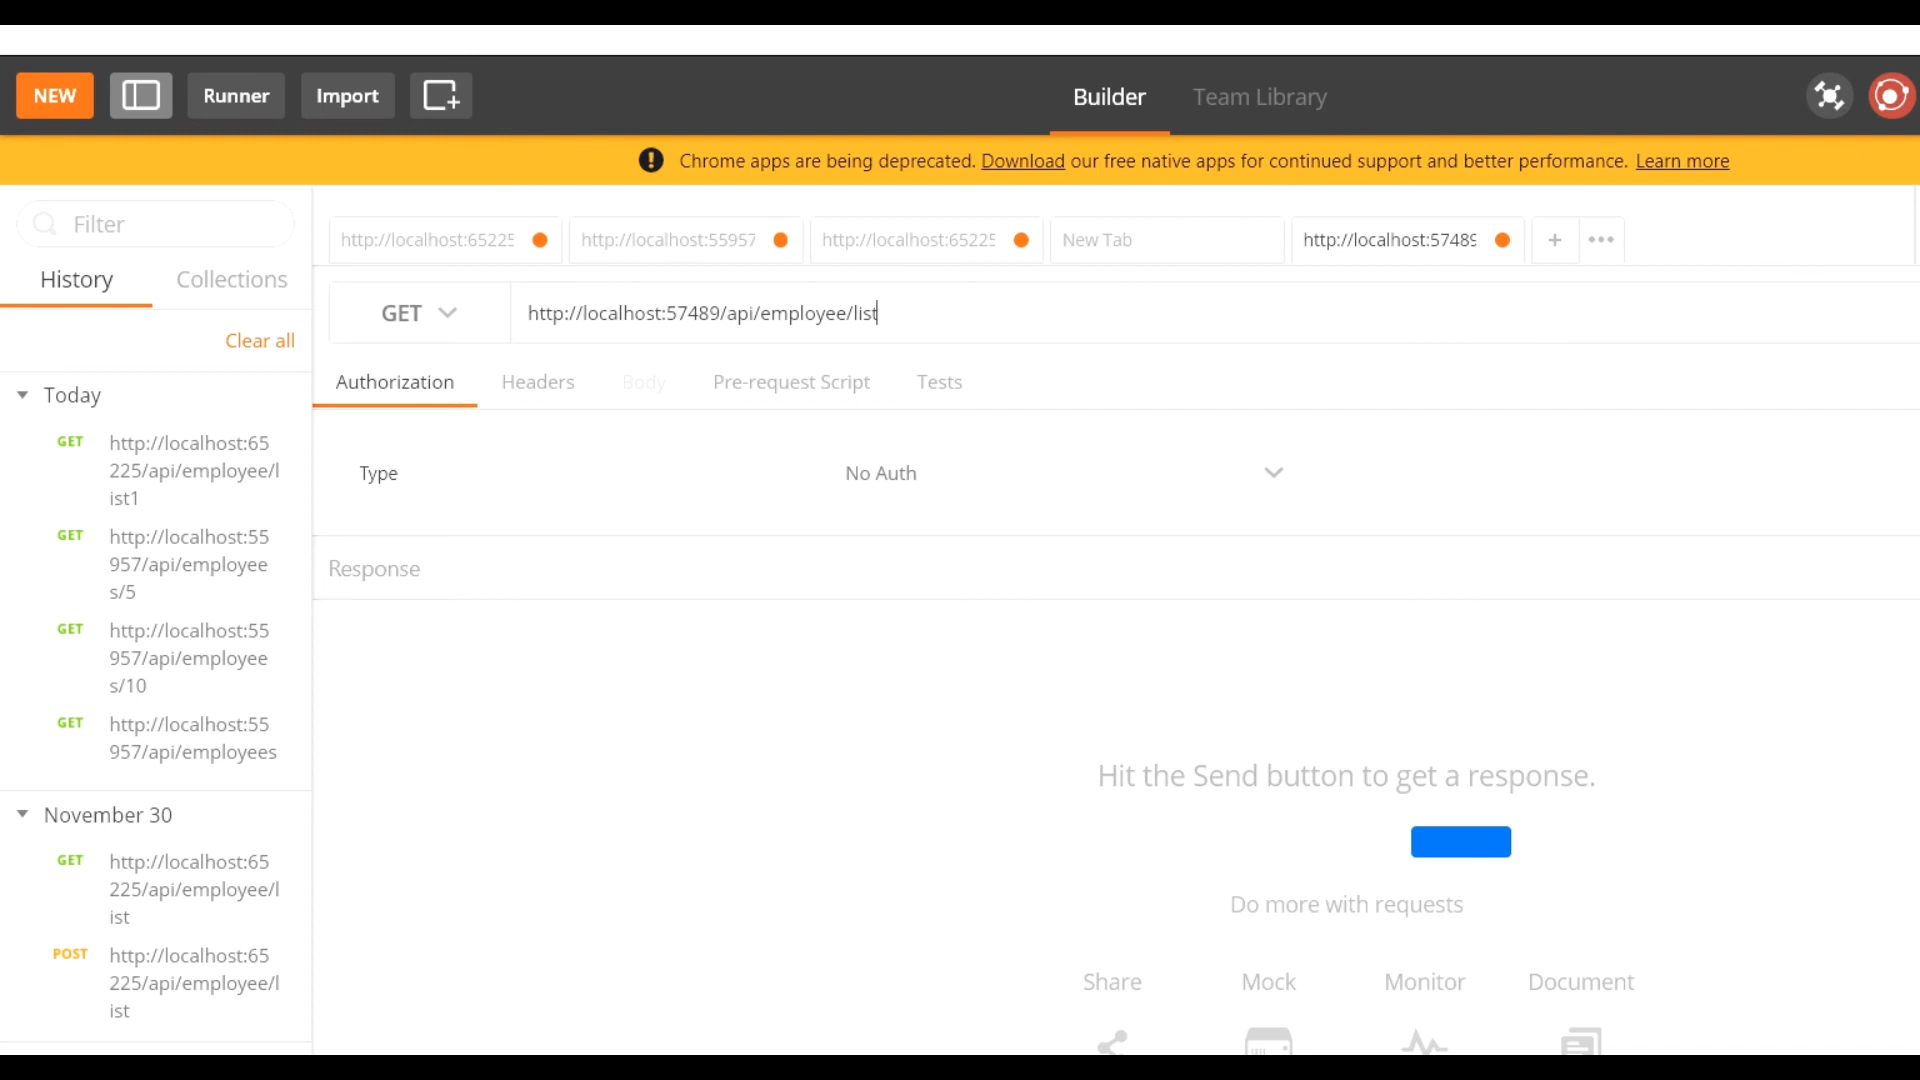 NEW
Runner
Import
Builder
Team Library
Chrome apps are being deprecated. Download our free native apps for continued support and better performance. Learn more
Filter
History
Collections
Clear all
Today
GET
http://localhost:65
225/api/employee/l
ist1
GET
http://localhost:55
957/api/employee
s/5
GET
http://localhost:55
957/api/employee
s/10
GET
http://localhost:55
957/api/employees
November 30
GET
http://localhost:65
225/api/employee/l
ist
POST
http://localhost:65
225/api/employee/l
ist
http://localhost:65225
http://localhost:55957
http://localhost:65225
New Tab
http://localhost:57489
GET
http://localhost:57489/api/employee/list
Authorization
Headers
Body
Pre-request Script
Tests
Type
No Auth
Response
Hit the Send button to get a response.
Do more with requests
Share
Mock
Monitor
Document